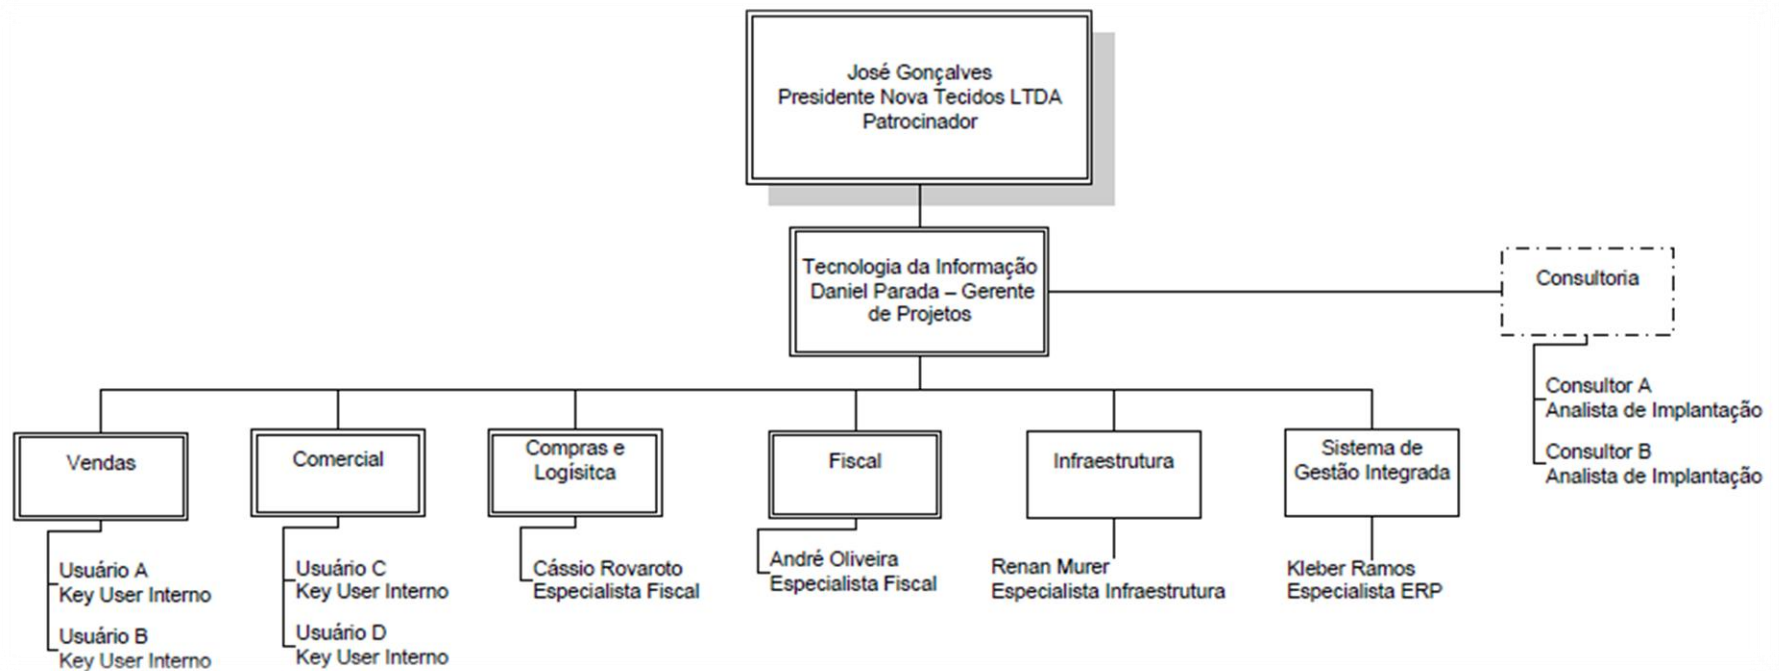 José Gonçalves
Presidente Nova Tecidos LTDA
Patrocinador
Tecnologia da Informação
Daniel Parada – Gerente
de Projetos
Consultoria
Consultor A
Analista de Implantação
Consultor B
Analista de Implantação
Vendas
Usuário A
Key User Interno
Usuário B
Key User Interno
Comercial
Usuário C
Key User Interno
Usuário D
Key User Interno
Compras e
Logísitca
Cássio Rovaroto
Especialista Fiscal
Fiscal
André Oliveira
Especialista Fiscal
Infraestrutura
Renan Murer
Especialista Infraestrutura
Sistema de
Gestão Integrada
Kleber Ramos
Especialista ERP